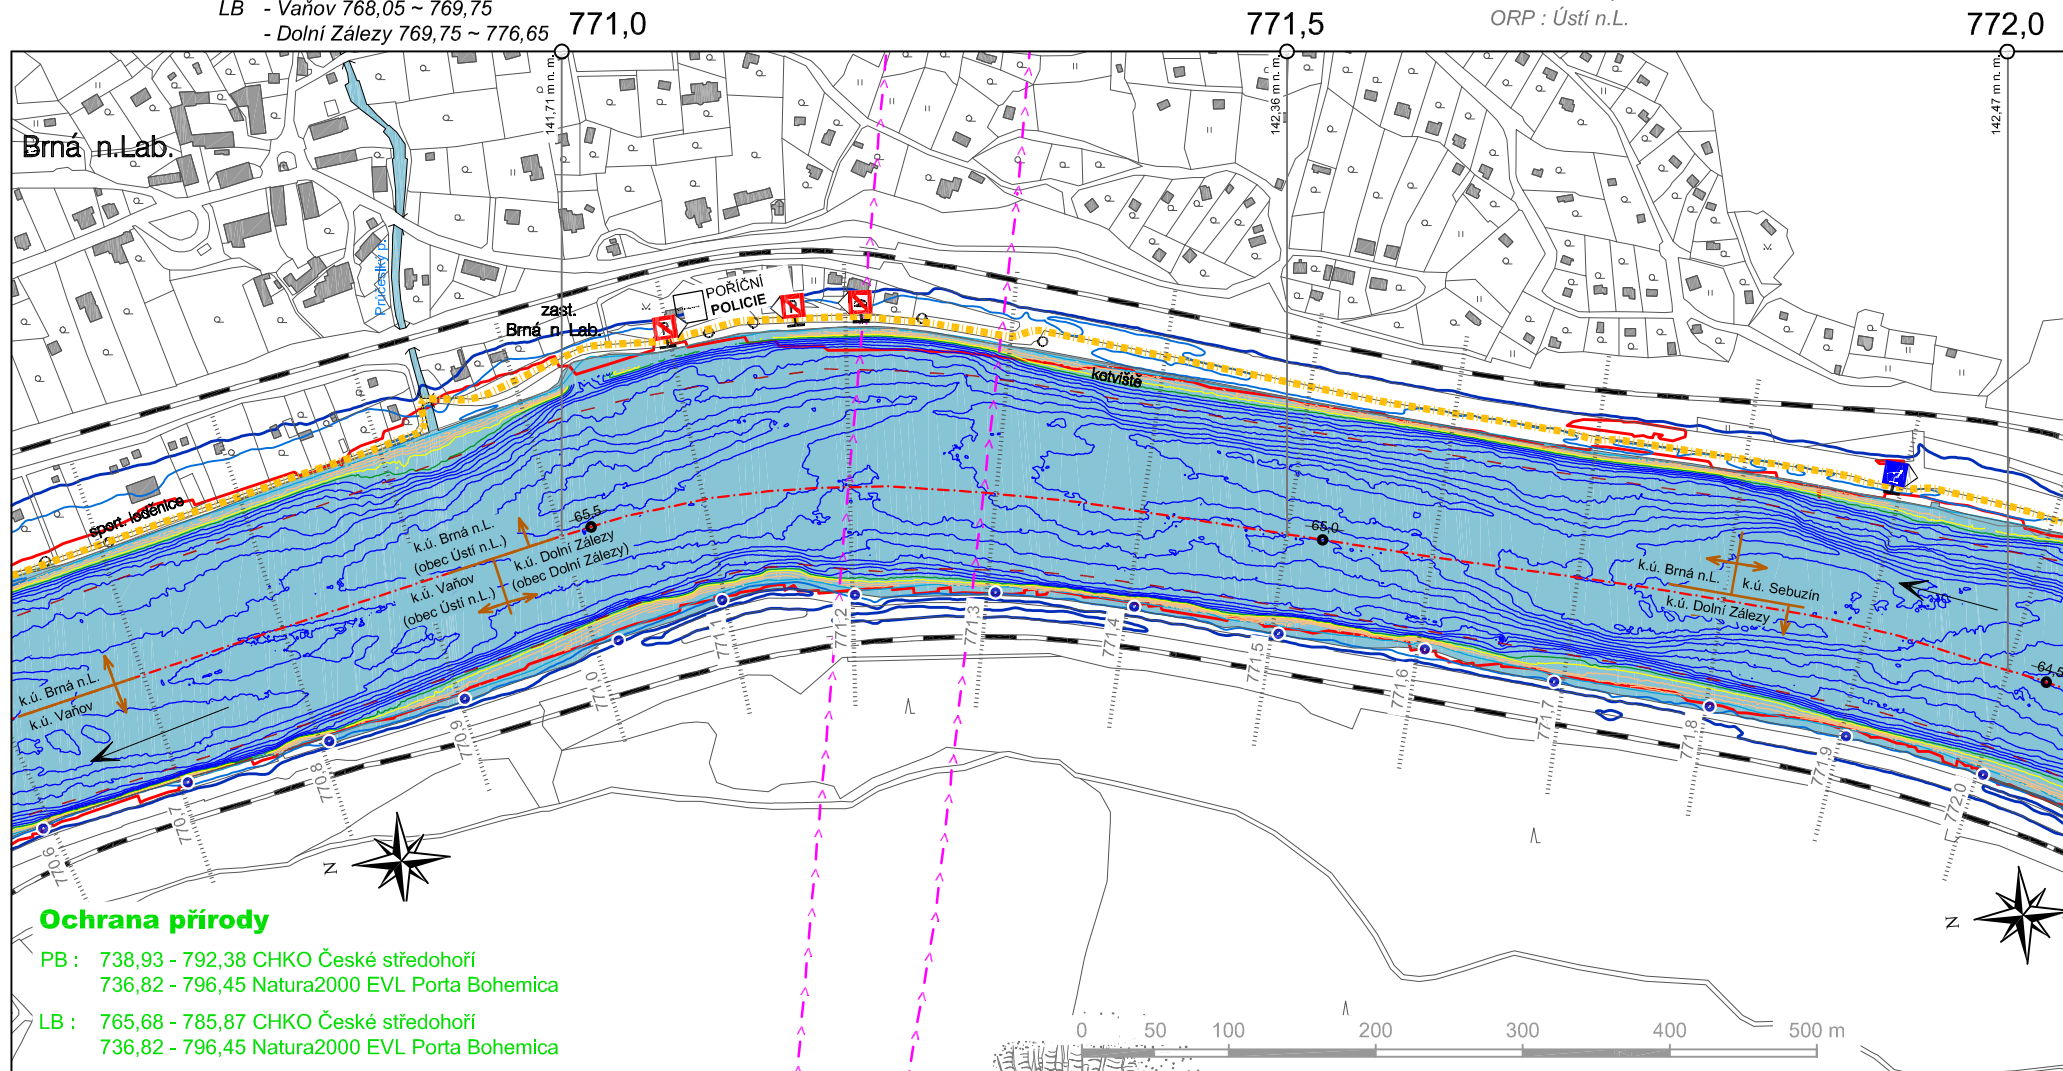 LB - Vaňov 768,05 ~ 769,75
- Dolní Zálezy 769,75 ~ 776,65
771,0
771,5
ORP : Ústí n.L.
772,0
141,71 m n. m.
142,36 m n. m.
142,47 m n. m.
Brná n.Lab.
Průčelský P.
POŘÍČNÍ
POLICIE
zast.
Brná n Lab.
kotviště
sport. loděnice
65,5
65,0
64,5
k.ú. Brná n.L.
(obec Ústí n.L.)
k.ú. Dolní Zálezy
(obec Dolní Zálezy)
k.ú. Vaňov
(obec Ústí n.L.)
k.ú. Brná n.L.
k.ú. Sebuzín
k.ú. Dolní Zálezy
k.ú. Brná n.L.
k.ú. Vaňov
770,6
770,7
770,8
770,9
771,0
771,1
771,2
771,3
771,4
771,5
771,6
771,7
771,8
771,9
772,0
N
N
Ochrana přírody
PB : 738,93 - 792,38 CHKO České středohoří
736,82 - 796,45 Natura2000 EVL Porta Bohemica
LB : 765,68 - 785,87 CHKO České středohoří
736,82 - 796,45 Natura2000 EVL Porta Bohemica
0 50 100 200 300 400 500 m